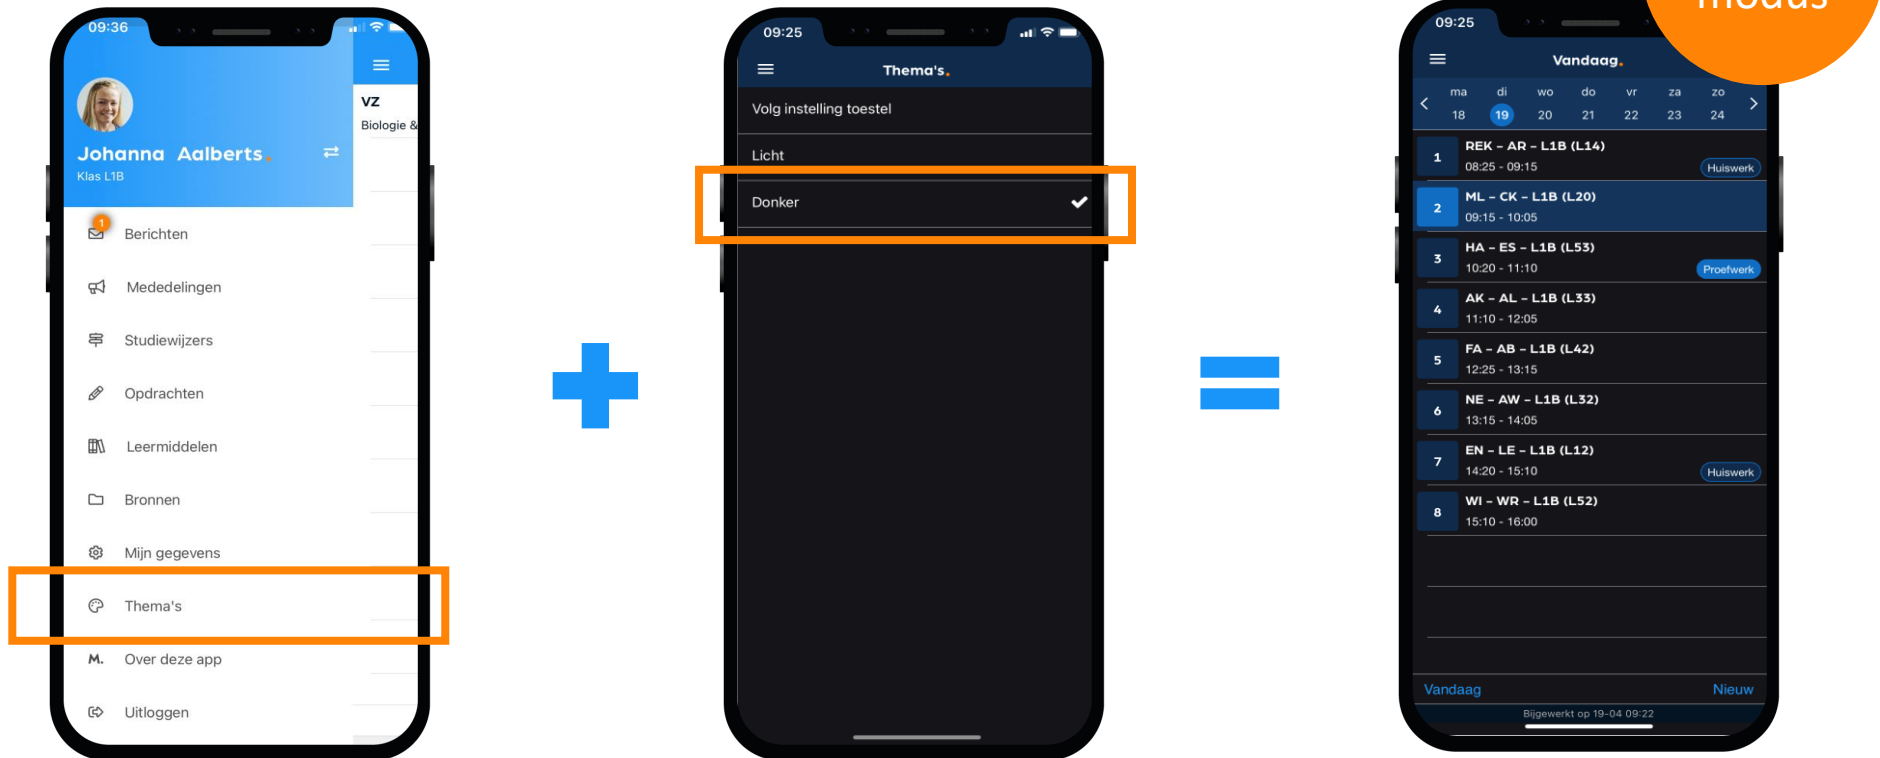 09:36
Johanna Aalberts.
Klas L1B
1
Berichten
Mededelingen
Studiewijzers
Opdrachten
Leermiddelen
Bronnen
Mijn gegevens
Thema's
M. Over deze app
Uitloggen
VZ
Biologie &
09:25
Thema's.
Volg instelling toestel
Licht
Donker
modus
09:25
Vandaag.
ma di wo do vr za zo
18 19 20 21 22 23 24
1 REK – AR – L1B (L14)
08:25 - 09:15 Huiswerk
2 ML – CK – L1B (L20)
09:15 - 10:05
3 HA – ES – L1B (L53)
10:20 - 11:10 Proefwerk
4 AK – AL – L1B (L33)
11:10 - 12:05
5 FA – AB – L1B (L42)
12:25 - 13:15
6 NE – AW – L1B (L32)
13:15 - 14:05
7 EN – LE – L1B (L12)
14:20 - 15:10 Huiswerk
8 WI – WR – L1B (L52)
15:10 - 16:00
Vandaag Nieuw
Bijgewerkt op 19-04 09:22